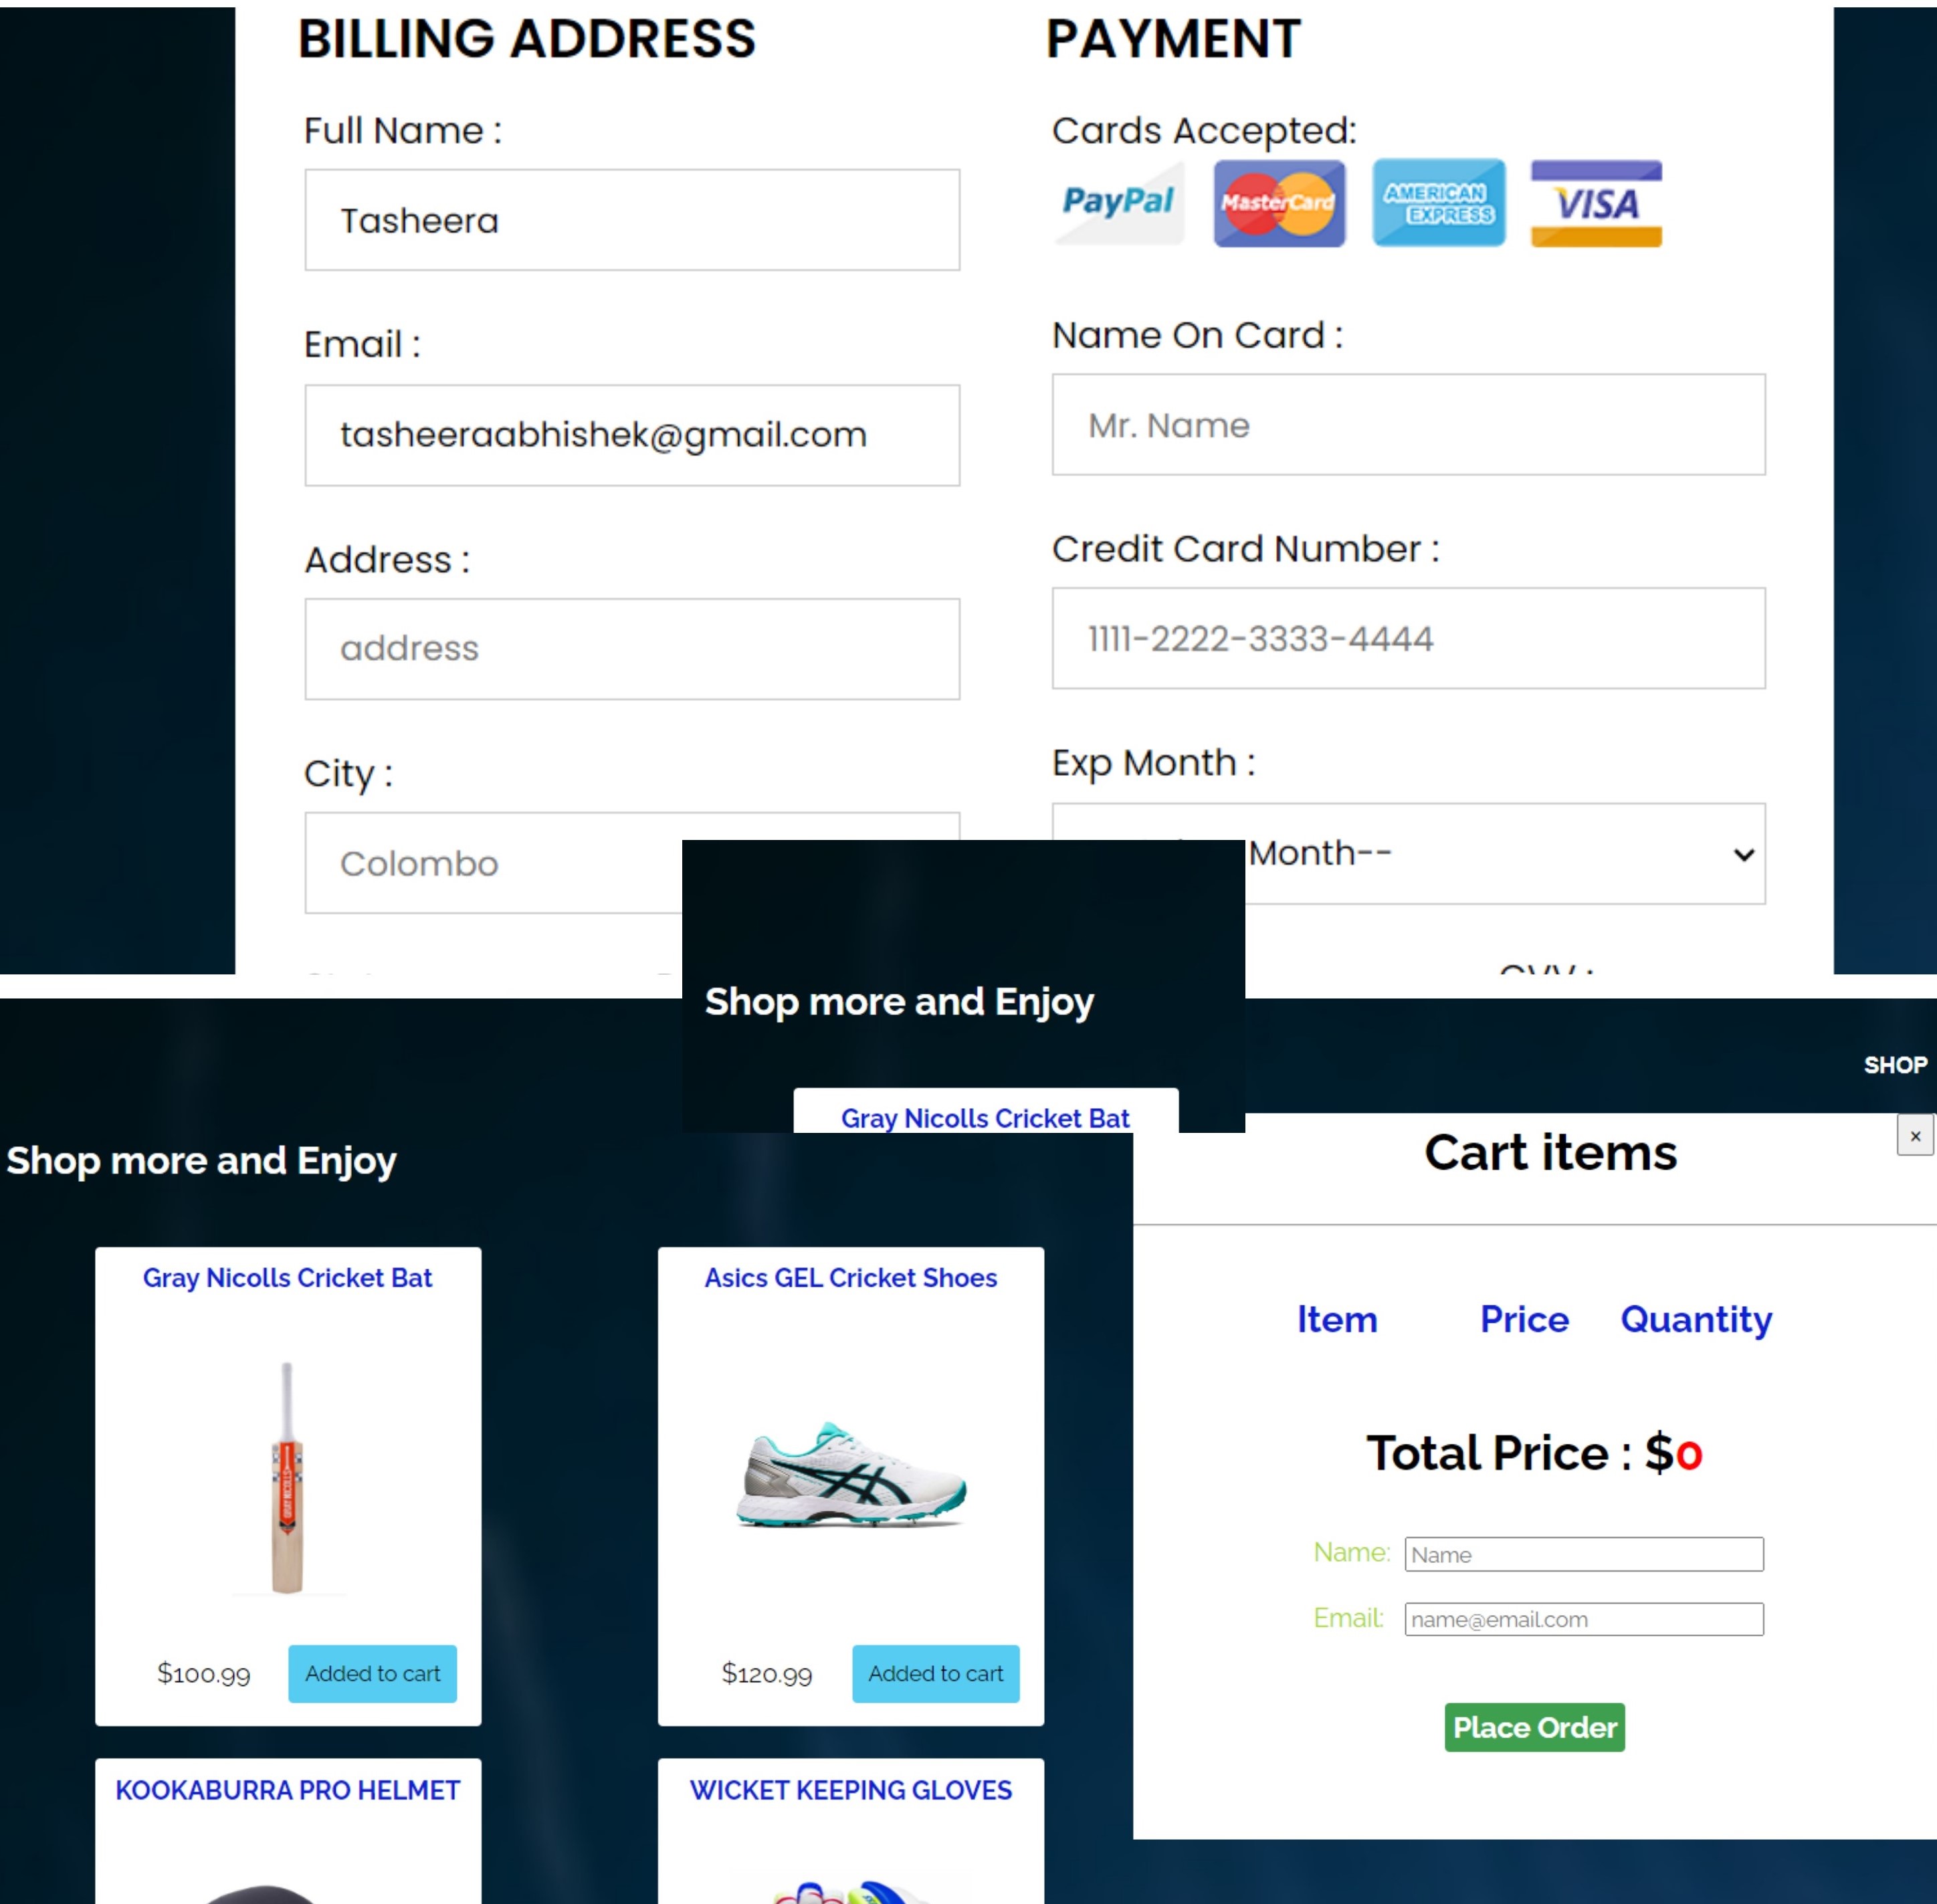 BILLING ADDRESS
Full Name :
Tasheera
Email :
tasheeraabhishek@gmail.com
Address :
address
City :
Colombo
PAYMENT
Cards Accepted:
PayPal MasterCard AMERICAN EXPRESS VISA
Name On Card :
Mr. Name
Credit Card Number :
1111-2222-3333-4444
Exp Month :
Month--
CVV :
Shop more and Enjoy
Gray Nicolls Cricket Bat
SHOP
Shop more and Enjoy
Gray Nicolls Cricket Bat
GRAY NICOLLS
$100.99 Added to cart
Asics GEL Cricket Shoes
$120.99 Added to cart
KOOKABURRA PRO HELMET
WICKET KEEPING GLOVES
Cart items
×
Item Price Quantity
Total Price : $0
Name: Name
Email: name@email.com
Place Order